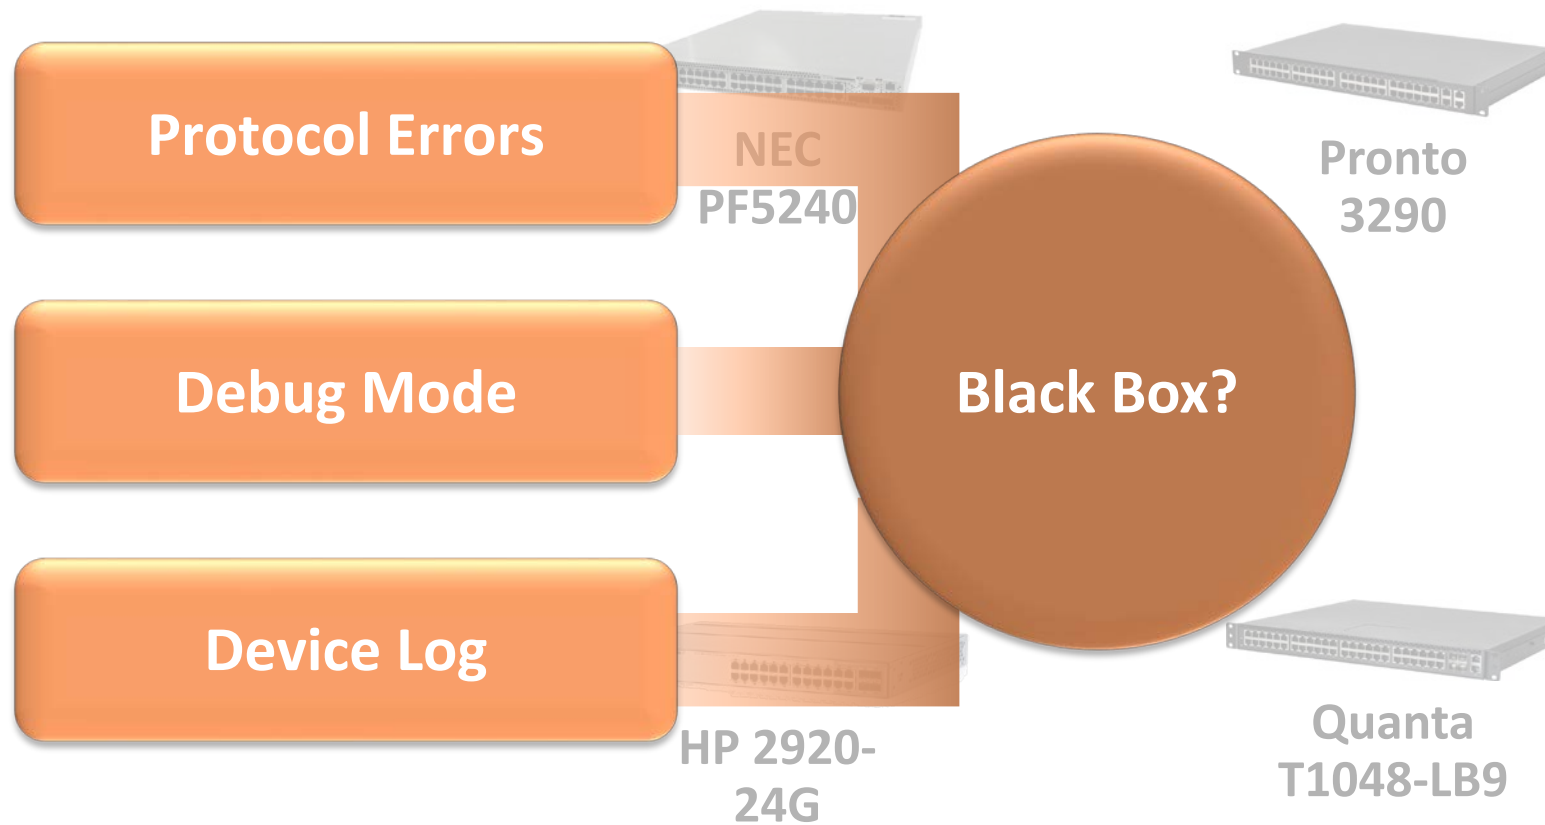 Protocol Errors
NEC
PF5240
Pronto
3290
Debug Mode
Black Box?
Device Log
HP 2920-
24G
Quanta
T1048-LB9